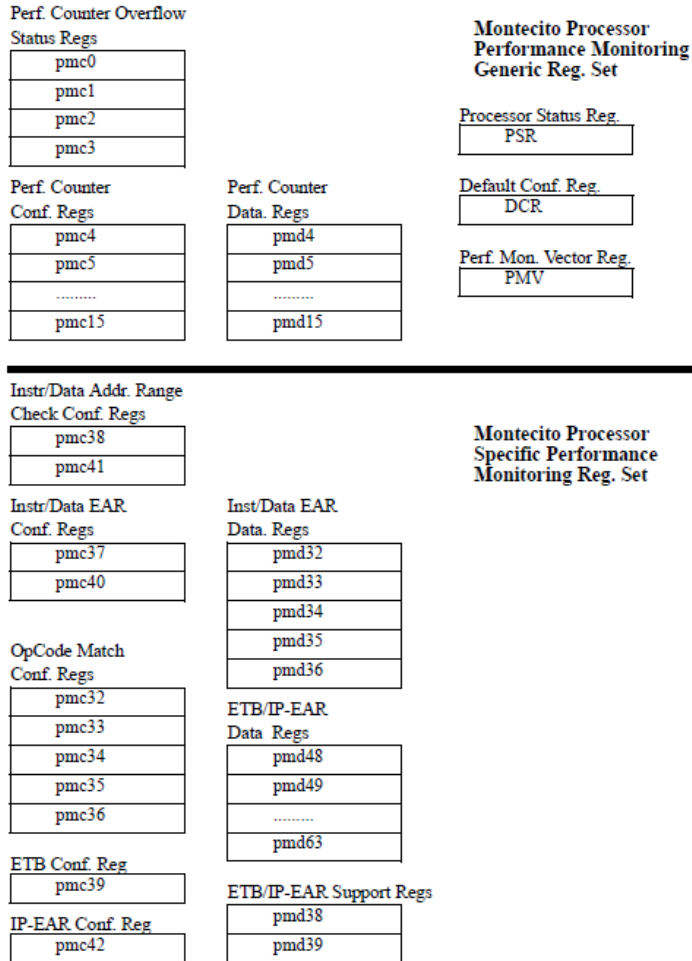 Perf. Counter Overflow
Status Regs
pmc0
pmc1
pmc2
pmc3
Montecito Processor
Performance Monitoring
Generic Reg. Set
Processor Status Reg.
PSR
Default Conf. Reg.
DCR
Perf. Mon. Vector Reg.
PMV
Perf. Counter
Conf. Regs
pmc4
pmc5
.........
pmc15
Perf. Counter
Data. Regs
pmd4
pmd5
.........
pmd15
Instr/Data Addr. Range
Check Conf. Regs
pmc38
pmc41
Montecito Processor
Specific Performance
Monitoring Reg. Set
Instr/Data EAR
Conf. Regs
pmc37
pmc40
Inst/Data EAR
Data. Regs
pmd32
pmd33
pmd34
pmd35
pmd36
OpCode Match
Conf. Regs
pmc32
pmc33
pmc34
pmc35
pmc36
ETB/IP-EAR
Data Regs
pmd48
pmd49
.........
pmd63
ETB Conf. Reg
pmc39
IP-EAR Conf. Reg
pmc42
ETB/IP-EAR Support Regs
pmd38
pmd39